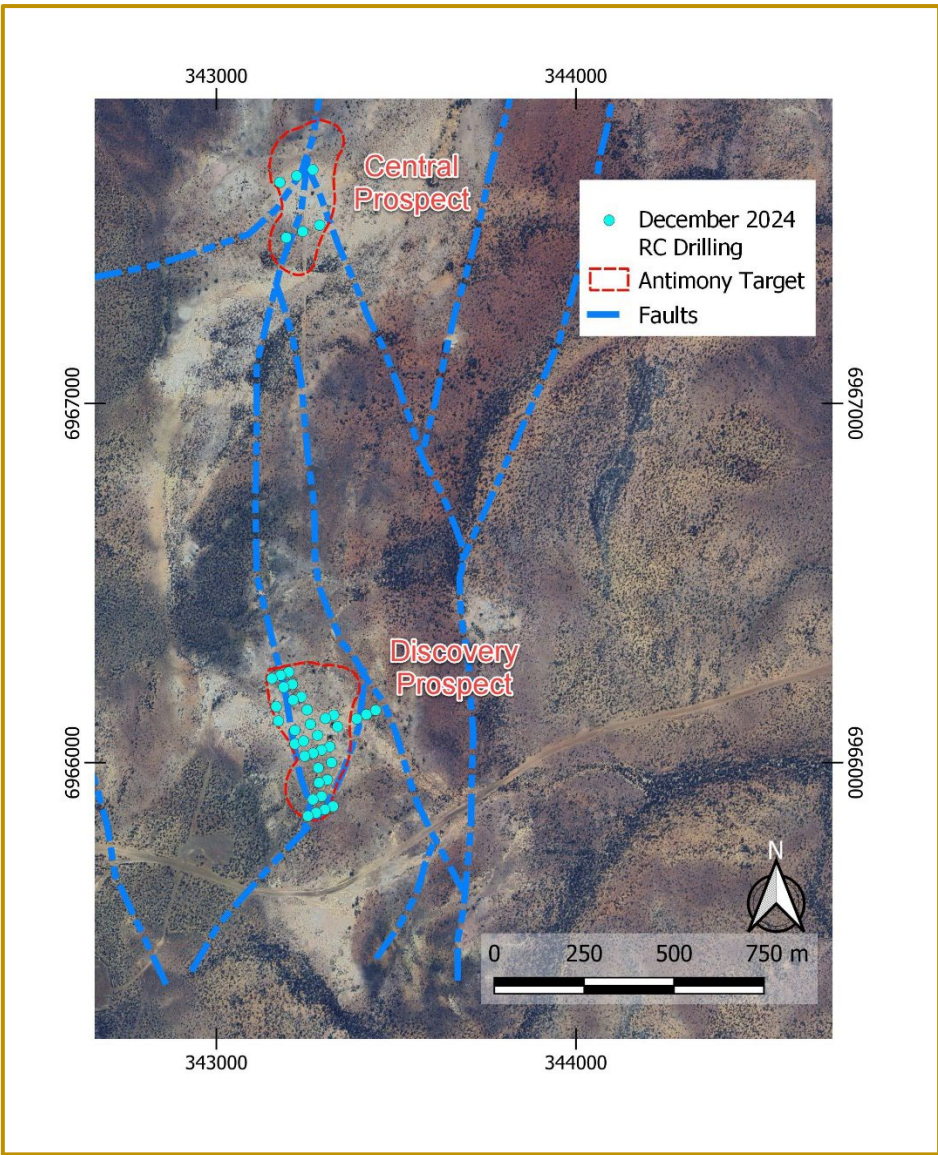 343000
344000
Central
Prospect
December 2024
RC Drilling
Antimony Target
Faults
6967000
6967000
Discovery
Prospect
6966000
6966000
N
0 250 500 750 m
343000
344000